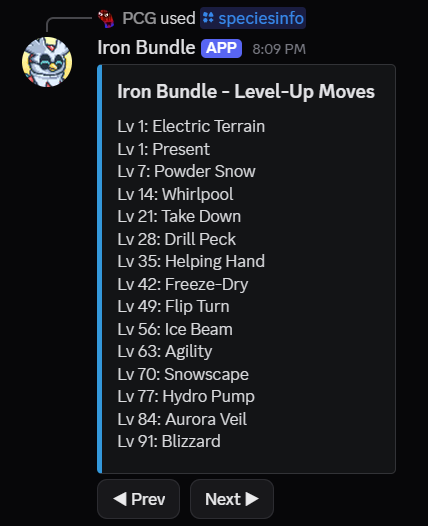 PCG used speciesinfo
Iron Bundle APP 8:09 PM
Iron Bundle - Level-Up Moves
Lv 1: Electric Terrain
Lv 1: Present
Lv 7: Powder Snow
Lv 14: Whirlpool
Lv 21: Take Down
Lv 28: Drill Peck
Lv 35: Helping Hand
Lv 42: Freeze-Dry
Lv 49: Flip Turn
Lv 56: Ice Beam
Lv 63: Agility
Lv 70: Snowscape
Lv 77: Hydro Pump
Lv 84: Aurora Veil
Lv 91: Blizzard
◀ Prev Next ▶